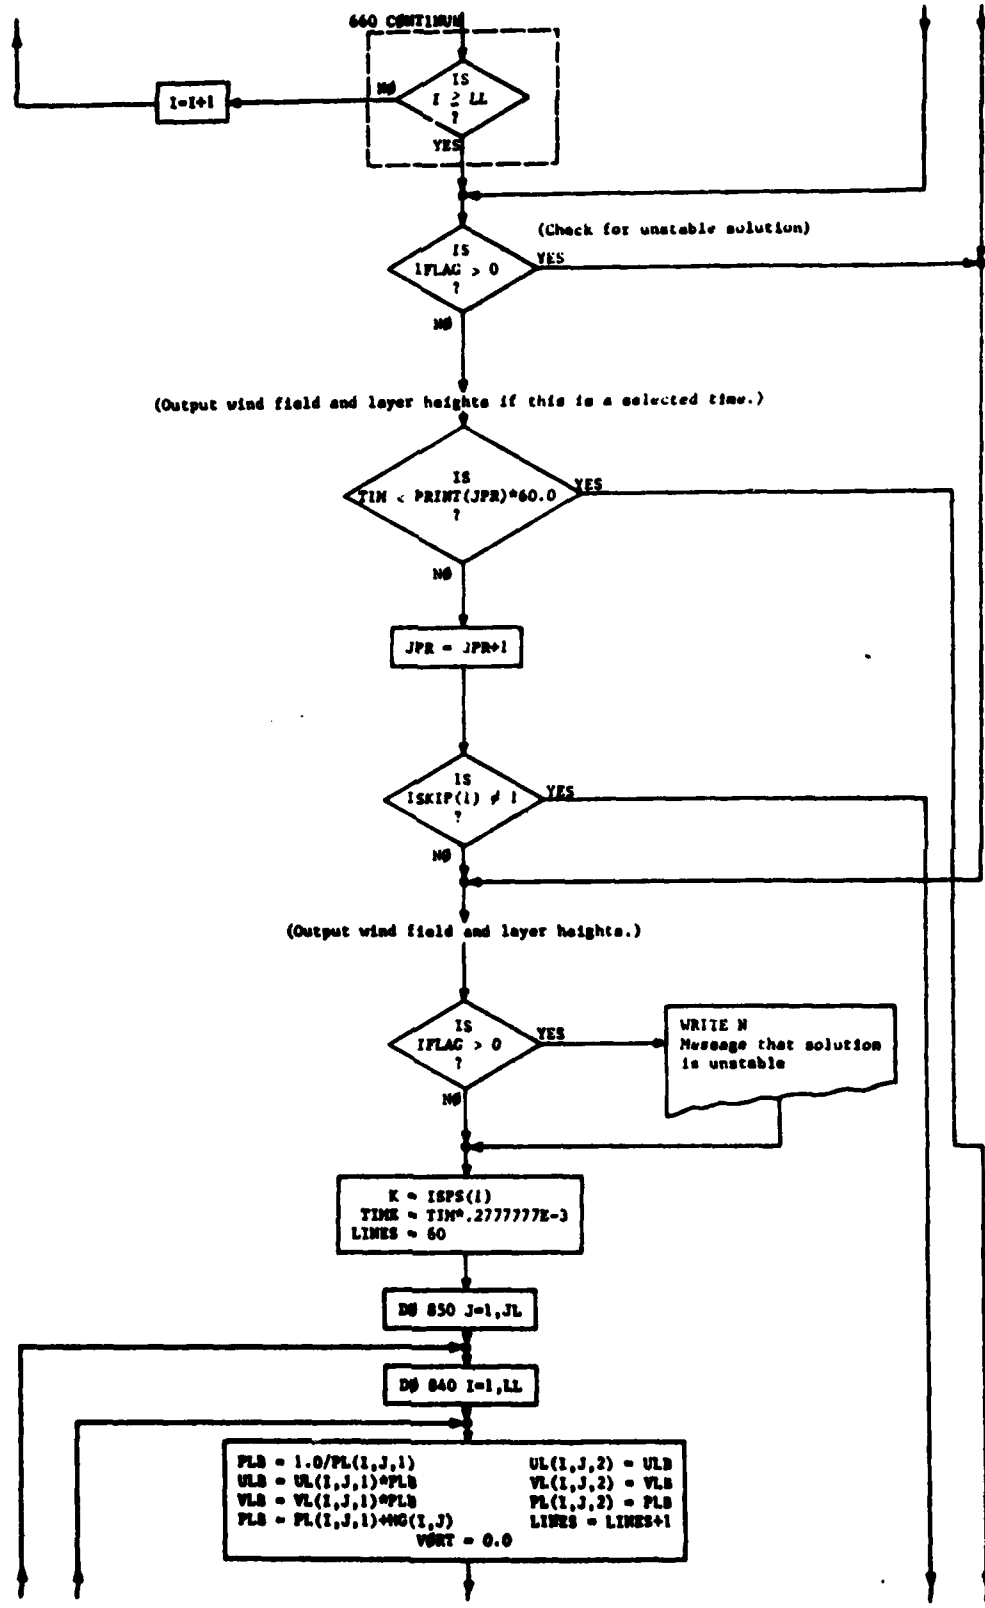 660 CØNTINUE
IS
I ≥ LL
?
NØ
YES
I=I+1
(Check for unstable solution)
IS
IFLAG > 0
?
YES
NØ
(Output wind field and layer heights if this is a selected time.)
IS
TIM < PRINT(JPR)*60.0
?
YES
NØ
JPR = JPR+1
IS
ISKIP(1) ≠ 1
?
YES
NØ
(Output wind field and layer heights.)
IS
IFLAG > 0
?
YES
NØ
WRITE N
Message that solution
is unstable
K = ISPS(1)
TIME = TIM*.2777777E-3
LINES = 60
DØ 850 J=1,JL
DØ 840 I=1,LL
PLB = 1.0/PL(I,J,1)
ULB = UL(I,J,1)*PLB
VLB = VL(I,J,1)*PLB
PLB = PL(I,J,1)+HG(I,J)
UL(I,J,2) = ULB
VL(I,J,2) = VLB
PL(I,J,2) = PLB
LINES = LINES+1
VØRT = 0.0